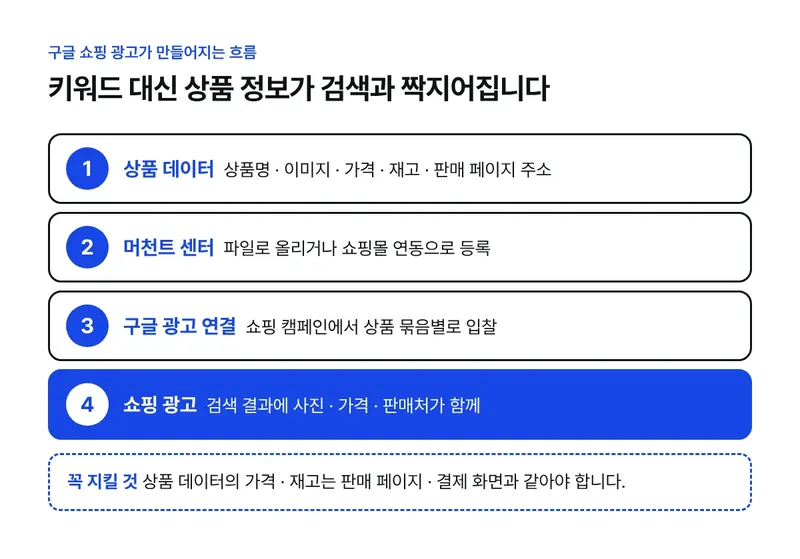 구글 쇼핑 광고가 만들어지는 흐름
키워드 대신 상품 정보가 검색과 짝지어집니다
1 상품 데이터 상품명 · 이미지 · 가격 · 재고 · 판매 페이지 주소
2 머천트 센터 파일로 올리거나 쇼핑몰 연동으로 등록
3 구글 광고 연결 쇼핑 캠페인에서 상품 묶음별로 입찰
4 쇼핑 광고 검색 결과에 사진 · 가격 · 판매처가 함께
꼭 지킬 것 상품 데이터의 가격 · 재고는 판매 페이지 · 결제 화면과 같아야 합니다.